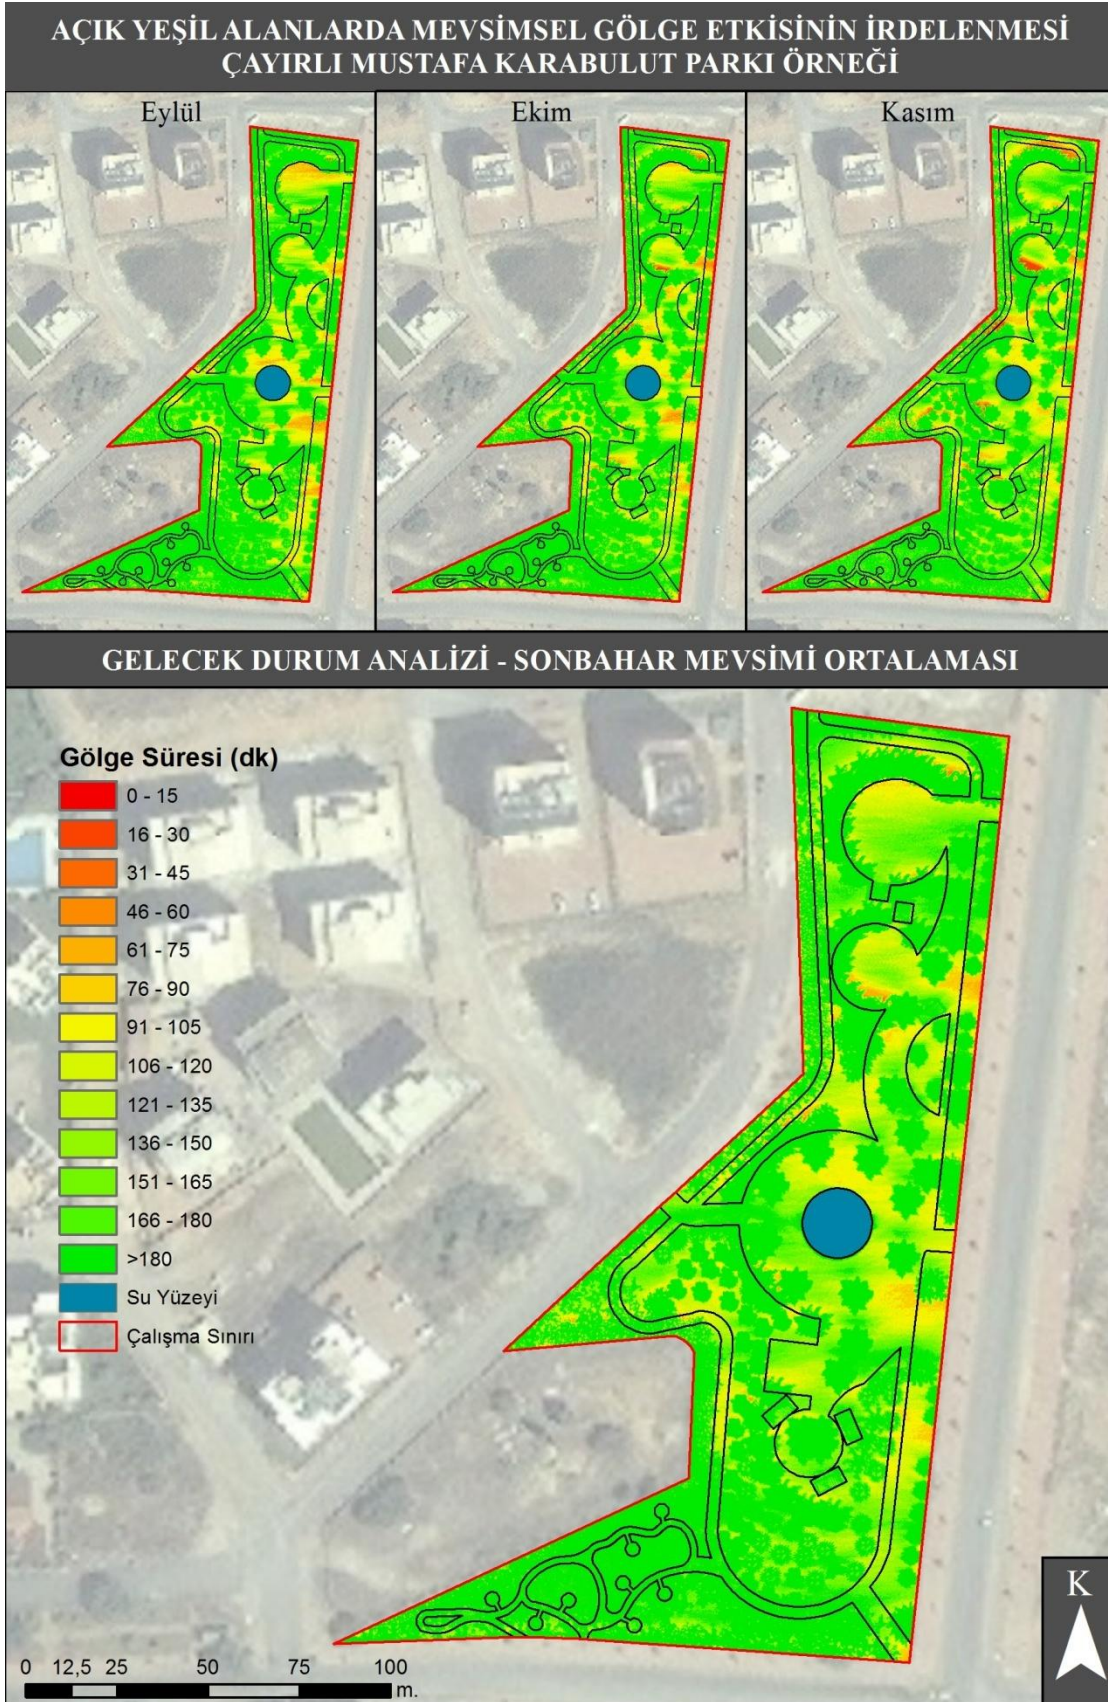 AÇIK YEŞİL ALANLARDA MEVSİMSEL GÖLGE ETKİSİNİN İRDELENMESİ
ÇAYIRLI MUSTAFA KARABULUT PARKI ÖRNEĞİ
Eylül
Ekim
Kasım
GELECEK DURUM ANALİZİ - SONBAHAR MEVSİMİ ORTALAMASI
Gölge Süresi (dk)
0 - 15
16 - 30
31 - 45
46 - 60
61 - 75
76 - 90
91 - 105
106 - 120
121 - 135
136 - 150
151 - 165
166 - 180
>180
Su Yüzeyi
Çalışma Sınırı
K
0 12,5 25 50 75 100
m.